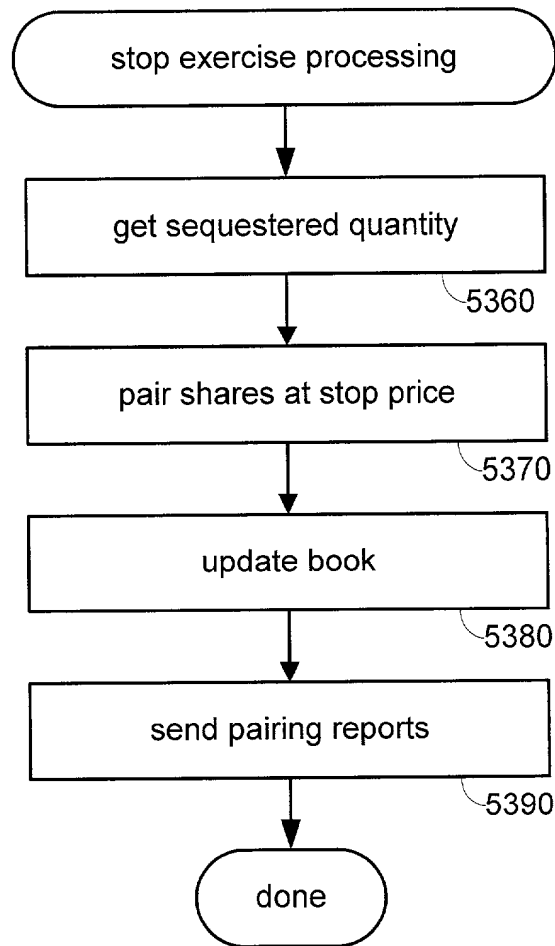 stop exercise processing
get sequestered quantity
5360
pair shares at stop price
5370
update book
5380
send pairing reports
5390
done